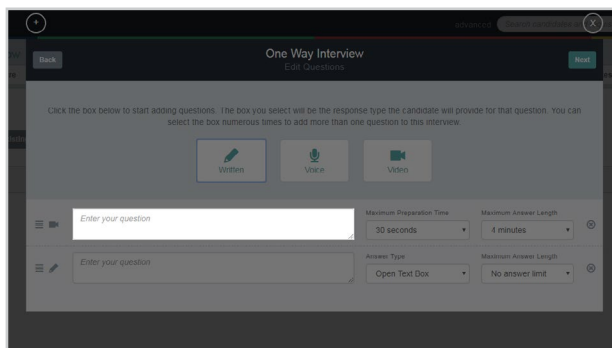 +
advanced
Search candidates
X
Back
One Way Interview
Edit Questions
Next
Click the box below to start adding questions. The box you select will be the response type the candidate will provide for that question. You can
select the box numerous times to add more than one question to this interview.
Written
Voice
Video
Maximum Preparation Time
Maximum Answer Length
Enter your question
30 seconds
4 minutes
Answer Type
Maximum Answer Length
Enter your question
Open Text Box
No answer limit